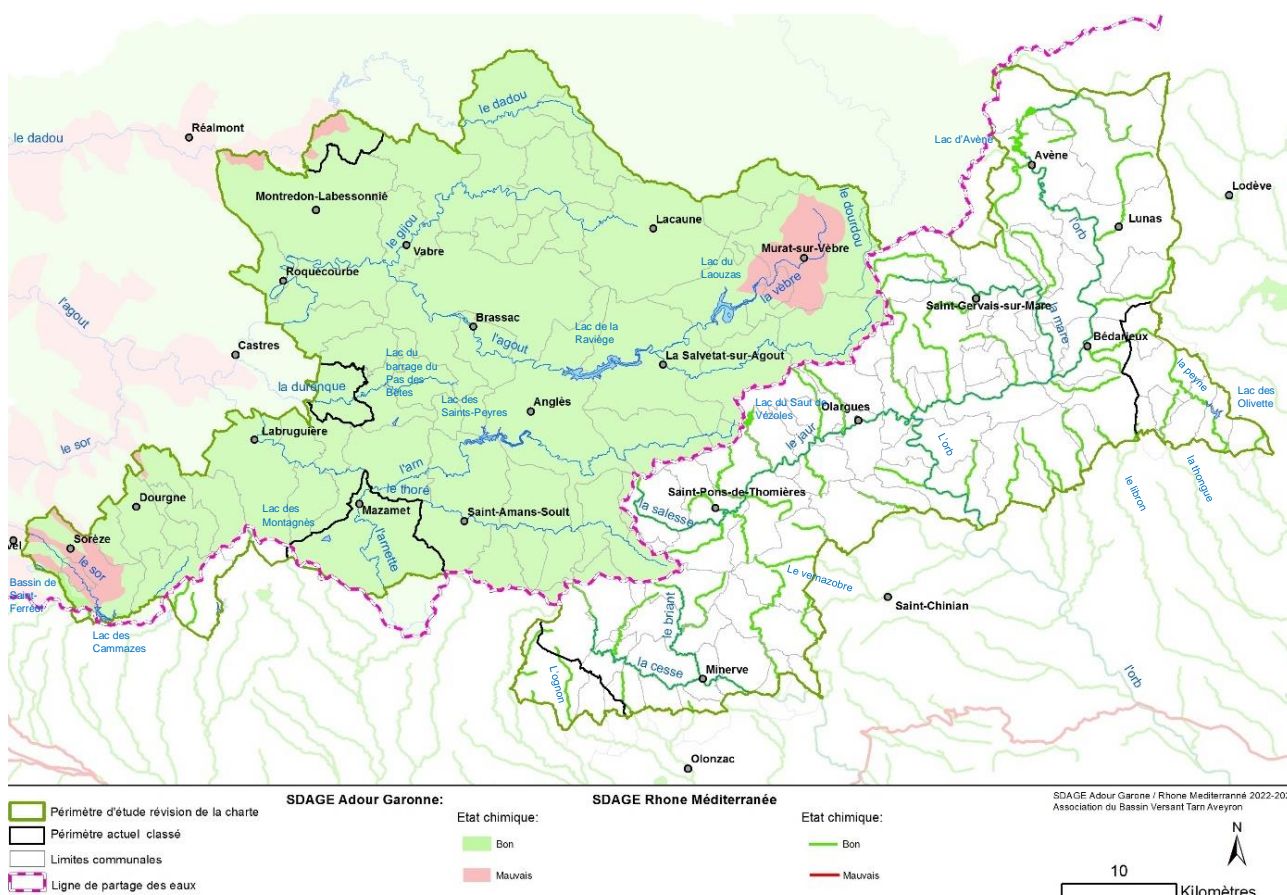 le dadou
Réalmont
le dadou
Lac d'Avène
Avène
Lodève
Montredon-Labessonnié
le gijou
Vabre
Lacaune
le dourdou
Murat-sur-Vèbre
Lac du
Laouzas
la vèbre
l'orb
Lunas
Roquecourbe
l'agout
Brassac
l'agout
Lac de la
Raviège
Saint-Gervais-sur-Mare
la mare
Bédarieux
Castres
Lac du
barrage du
Pas des
Bêtes
la durenque
La Salvetat-sur-Agout
la peyne
Lac des
Olivette
Lac des
Saints-Peyres
Anglès
Lac du Saut de
Vézoles
Olargues
le jaur
L'orb
le sor
Labruguière
l'arn
le thoré
la salesse
Saint-Pons-de-Thomières
le libron
la thongue
Dourgne
Lac des
Montagnès
Mazamet
Saint-Amans-Soult
l'arnette
vel
Sorèze
le sor
Bassin de
Saint-
Ferréol
Lac des
Cammazes
Le vernazobre
Saint-Chinian
le briant
la cesse
Minerve
L'ognon
l'orb
Olonzac
Périmètre d'étude révision de la charte
Périmètre actuel classé
Limites communales
Ligne de partage des eaux
SDAGE Adour Garonne:
Etat chimique:
Bon
Mauvais
SDAGE Rhone Méditerranée
Etat chimique:
Bon
Mauvais
SDAGE Adour Garone / Rhone Mediterranné 2022-202
Association du Bassin Versant Tarn Aveyron
N
10
Kilomètres